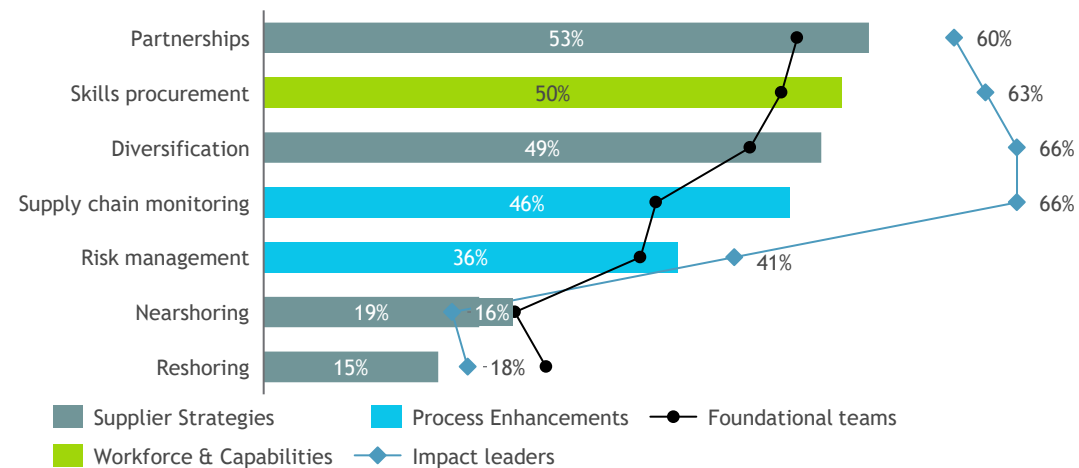 Partnerships 53% 60%
Skills procurement 50% 63%
Diversification 49% 66%
Supply chain monitoring 46% 66%
Risk management 36% 41%
Nearshoring 19% 16%
Reshoring 15% 18%
Supplier Strategies Process Enhancements Foundational teams
Workforce & Capabilities Impact leaders